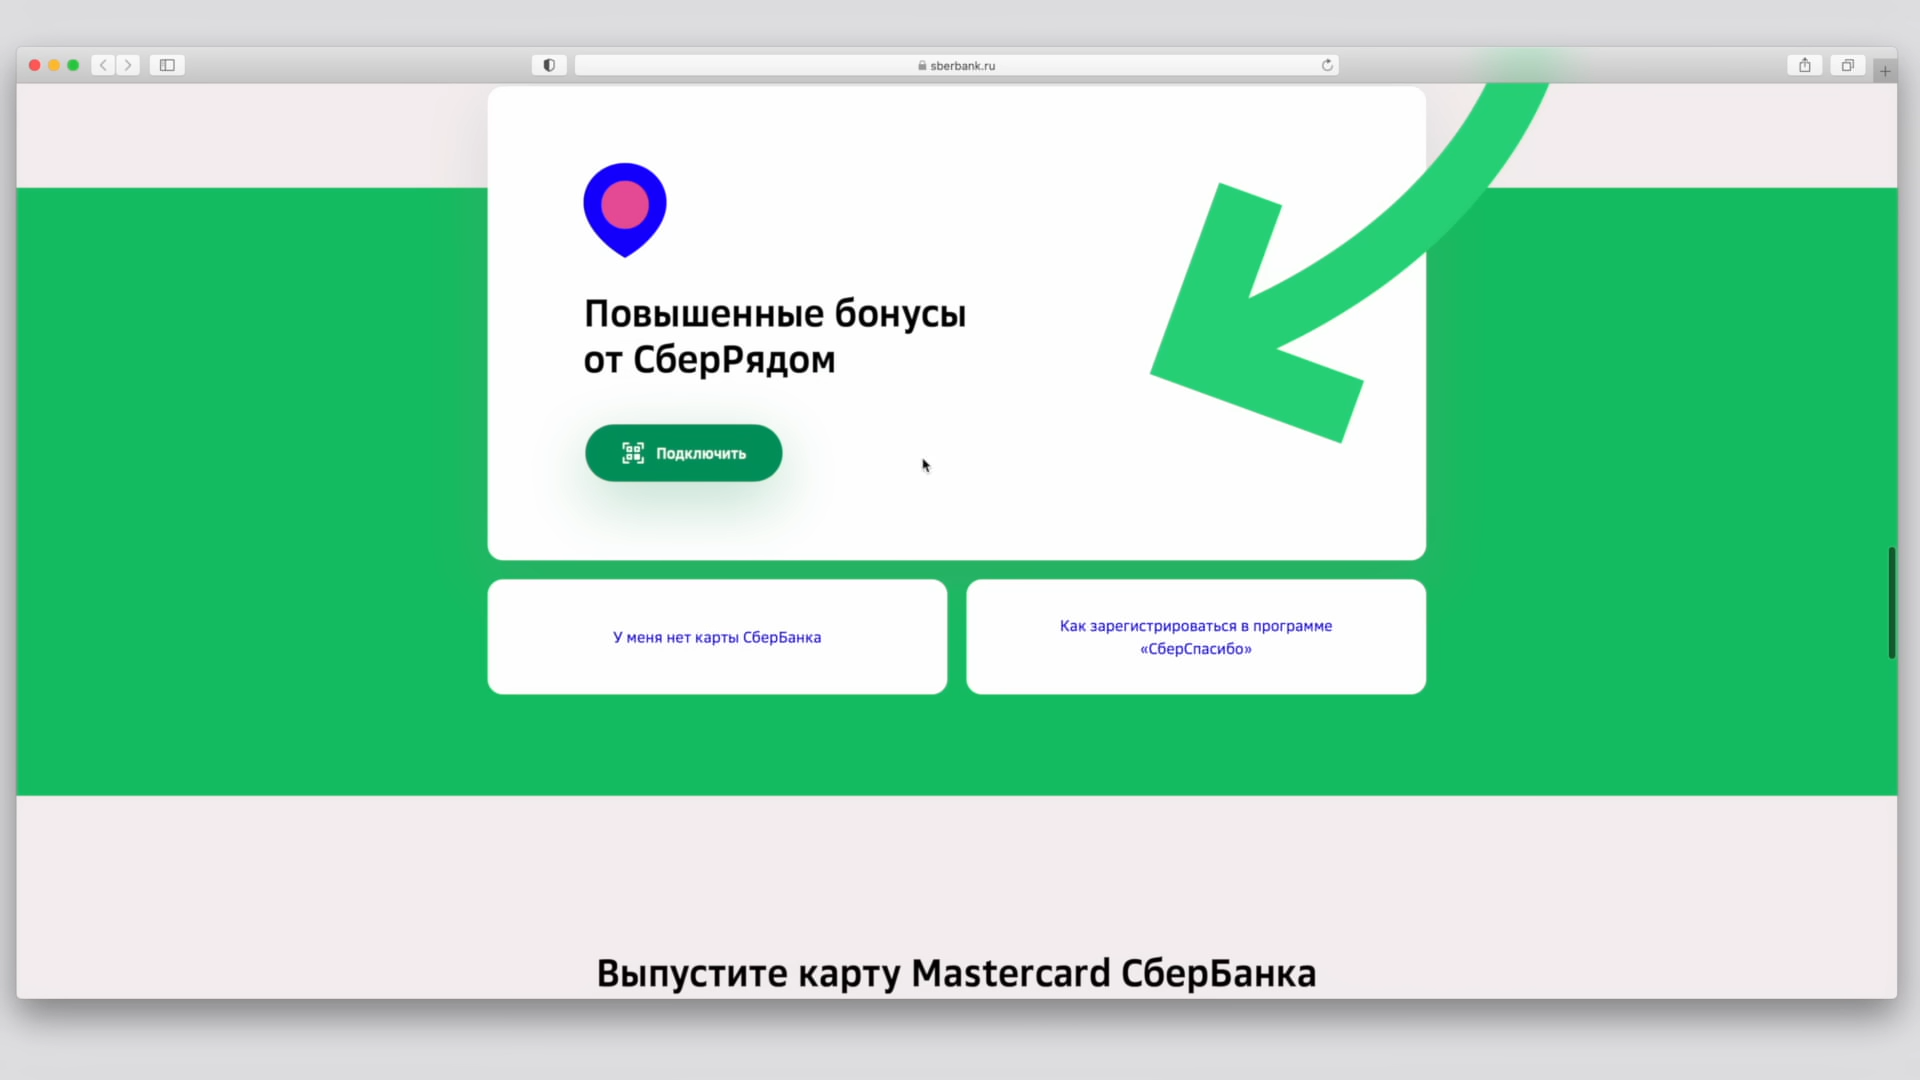 sberbank.ru
Повышенные бонусы
от СберРядом
Подключить
У меня нет карты СберБанка
Как зарегистрироваться в программе
«СберСпасибо»
Выпустите карту Mastercard СберБанка